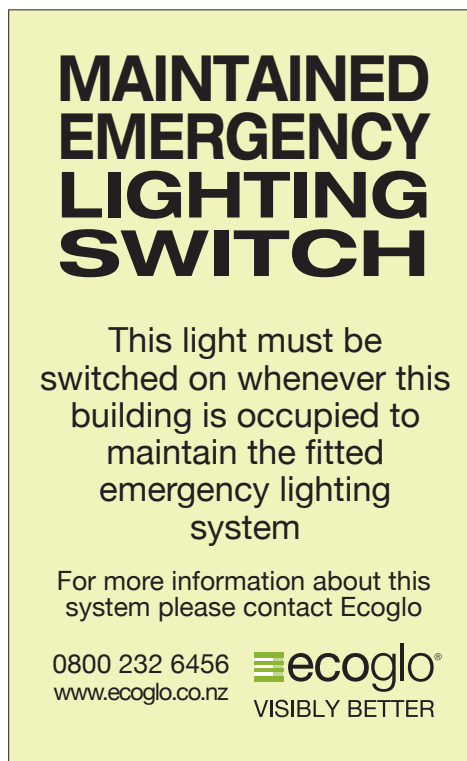 MAINTAINED
EMERGENCY
LIGHTING
SWITCH
This light must be
switched on whenever this
building is occupied to
maintain the fitted
emergency lighting
system
For more information about this
system please contact Ecoglo
0800 232 6456
www.ecoglo.co.nz
ecoglo®
VISIBLY BETTER